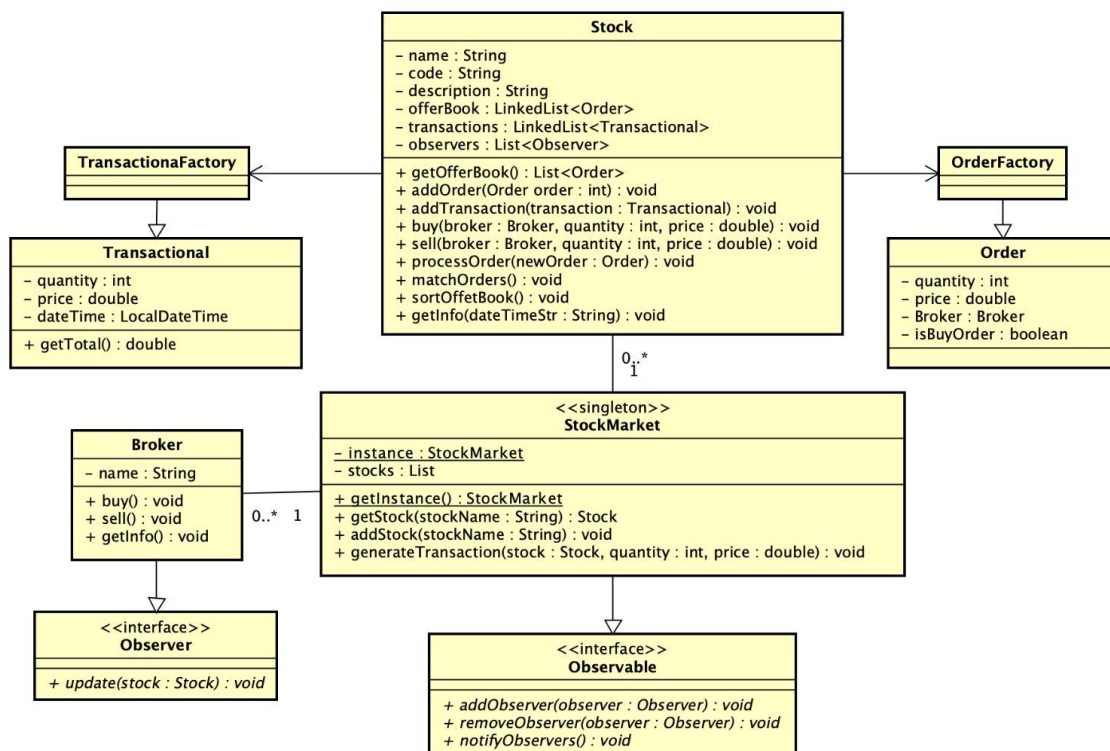 Stock
– name : String
– code : String
– description : String
– offerBook : LinkedList<Order>
– transactions : LinkedList<Transactional>
– observers : List<Observer>
+ getOfferBook() : List<Order>
+ addOrder(Order order : int) : void
+ addTransaction(transaction : Transactional) : void
+ buy(broker : Broker, quantity : int, price : double) : void
+ sell(broker : Broker, quantity : int, price : double) : void
+ processOrder(newOrder : Order) : void
+ matchOrders() : void
+ sortOffetBook() : void
+ getInfo(dateTimeStr : String) : void
TransactionaFactory
OrderFactory
Transactional
– quantity : int
– price : double
– dateTime : LocalDateTime
+ getTotal() : double
Order
– quantity : int
– price : double
– Broker : Broker
– isBuyOrder : boolean
0..*
1
<<singleton>>
StockMarket
– instance : StockMarket
– stocks : List
+ getInstance() : StockMarket
+ getStock(stockName : String) : Stock
+ addStock(stockName : String) : void
+ generateTransaction(stock : Stock, quantity : int, price : double) : void
Broker
– name : String
+ buy() : void
+ sell() : void
+ getInfo() : void
0..* 1
<<interface>>
Observer
+ update(stock : Stock) : void
<<interface>>
Observable
+ addObserver(observer : Observer) : void
+ removeObserver(observer : Observer) : void
+ notifyObservers() : void